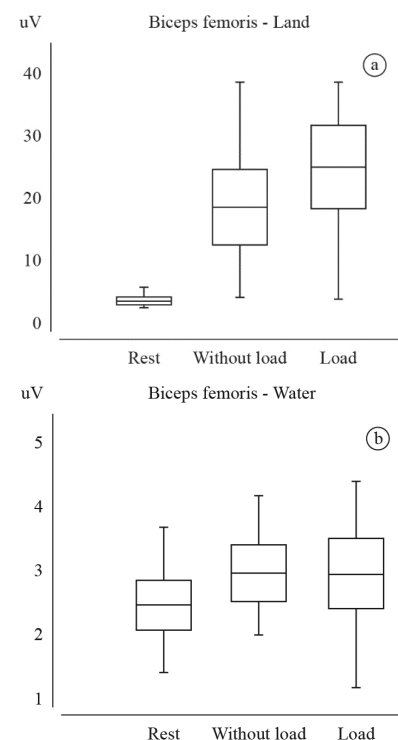 uV Biceps femoris - Land
a
40
30
20
10
0
Rest Without load Load
uV Biceps femoris - Water
b
5
4
3
2
1
Rest Without load Load